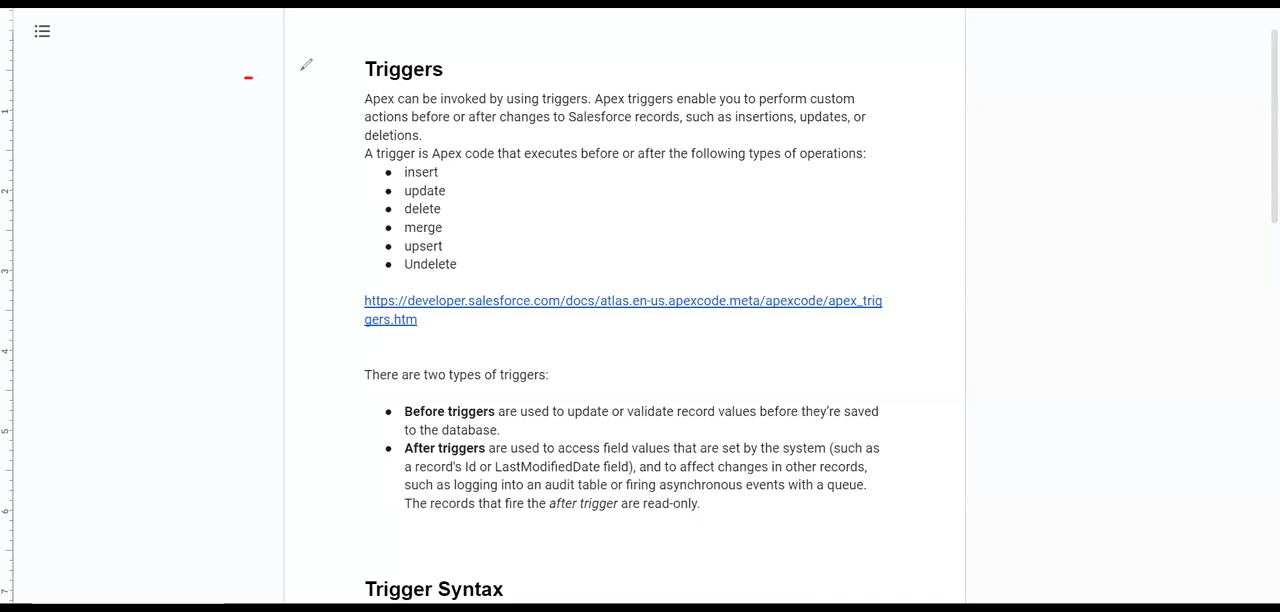 Triggers
Apex can be invoked by using triggers. Apex triggers enable you to perform custom
actions before or after changes to Salesforce records, such as insertions, updates, or
deletions.
A trigger is Apex code that executes before or after the following types of operations:
● insert
● update
● delete
● merge
● upsert
● Undelete
https://developer.salesforce.com/docs/atlas.en-us.apexcode.meta/apexcode/apex_trig
gers.htm
There are two types of triggers:
● Before triggers are used to update or validate record values before they’re saved
to the database.
● After triggers are used to access field values that are set by the system (such as
a record's Id or LastModifiedDate field), and to affect changes in other records,
such as logging into an audit table or firing asynchronous events with a queue.
The records that fire the after trigger are read-only.
Trigger Syntax
1
2
3
4
5
6
7